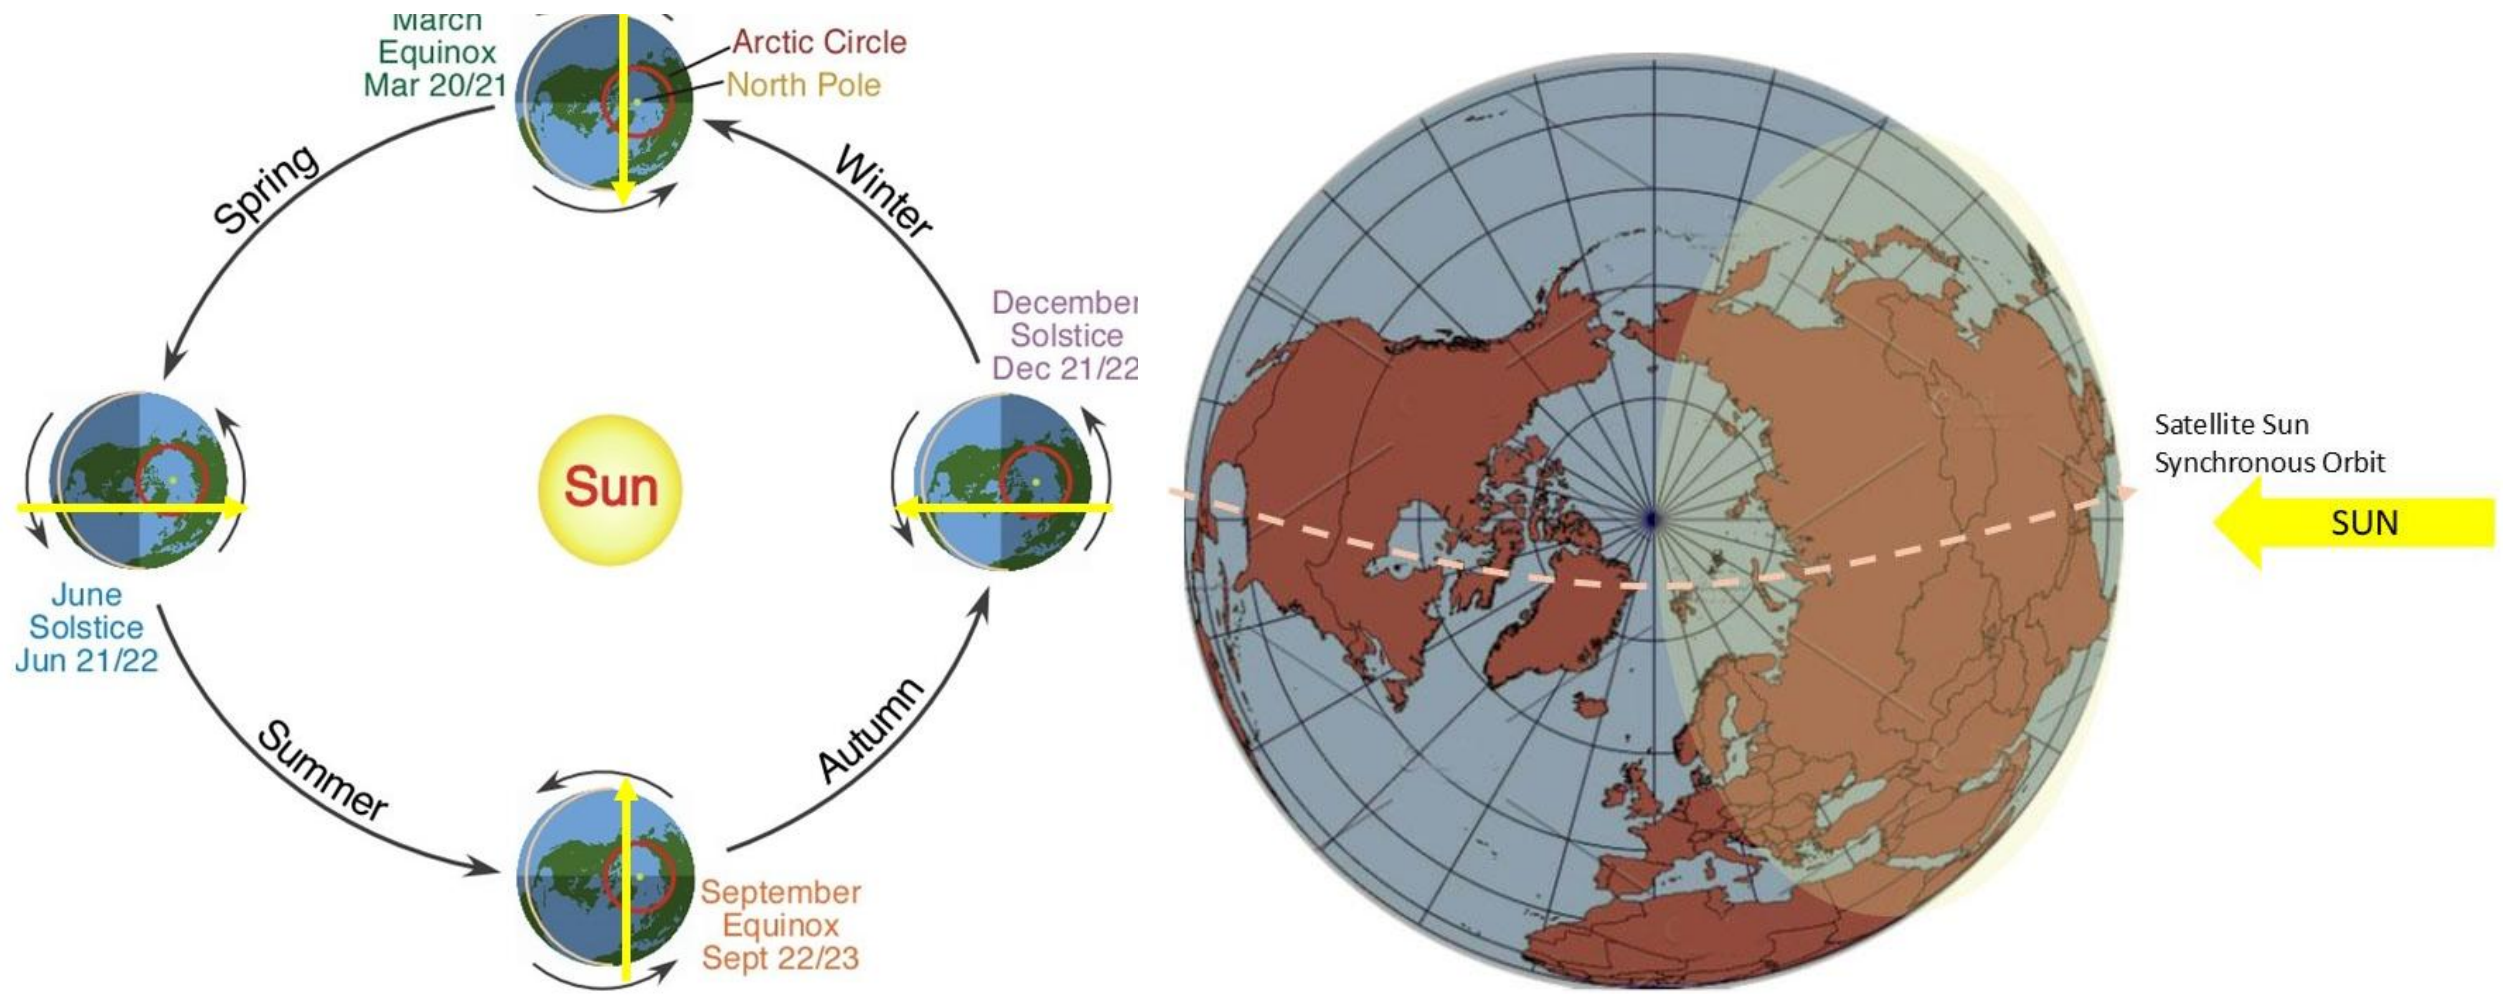 March
Equinox
Mar 20/21
Arctic Circle
North Pole
Spring
Winter
December
Solstice
Dec 21/22
Sun
June
Solstice
Jun 21/22
Summer
Autumn
September
Equinox
Sept 22/23
Satellite Sun
Synchronous Orbit
SUN